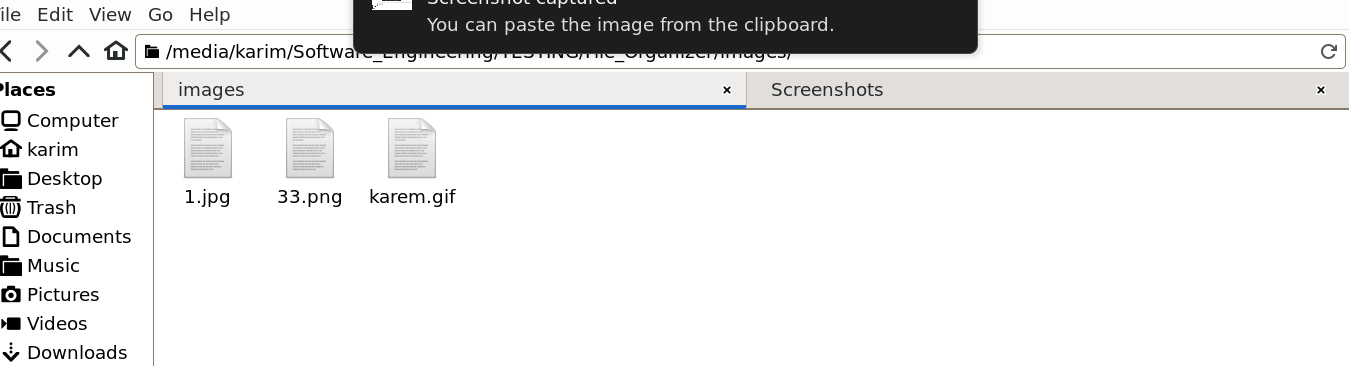 File Edit View Go Help
Screenshot captured
You can paste the image from the clipboard.
/media/karim/Software_Engineering/TESTING/File_Organizer/images/
Places
images
Screenshots
Computer
karim
Desktop
Trash
Documents
Music
Pictures
Videos
Downloads
1.jpg
33.png
karem.gif